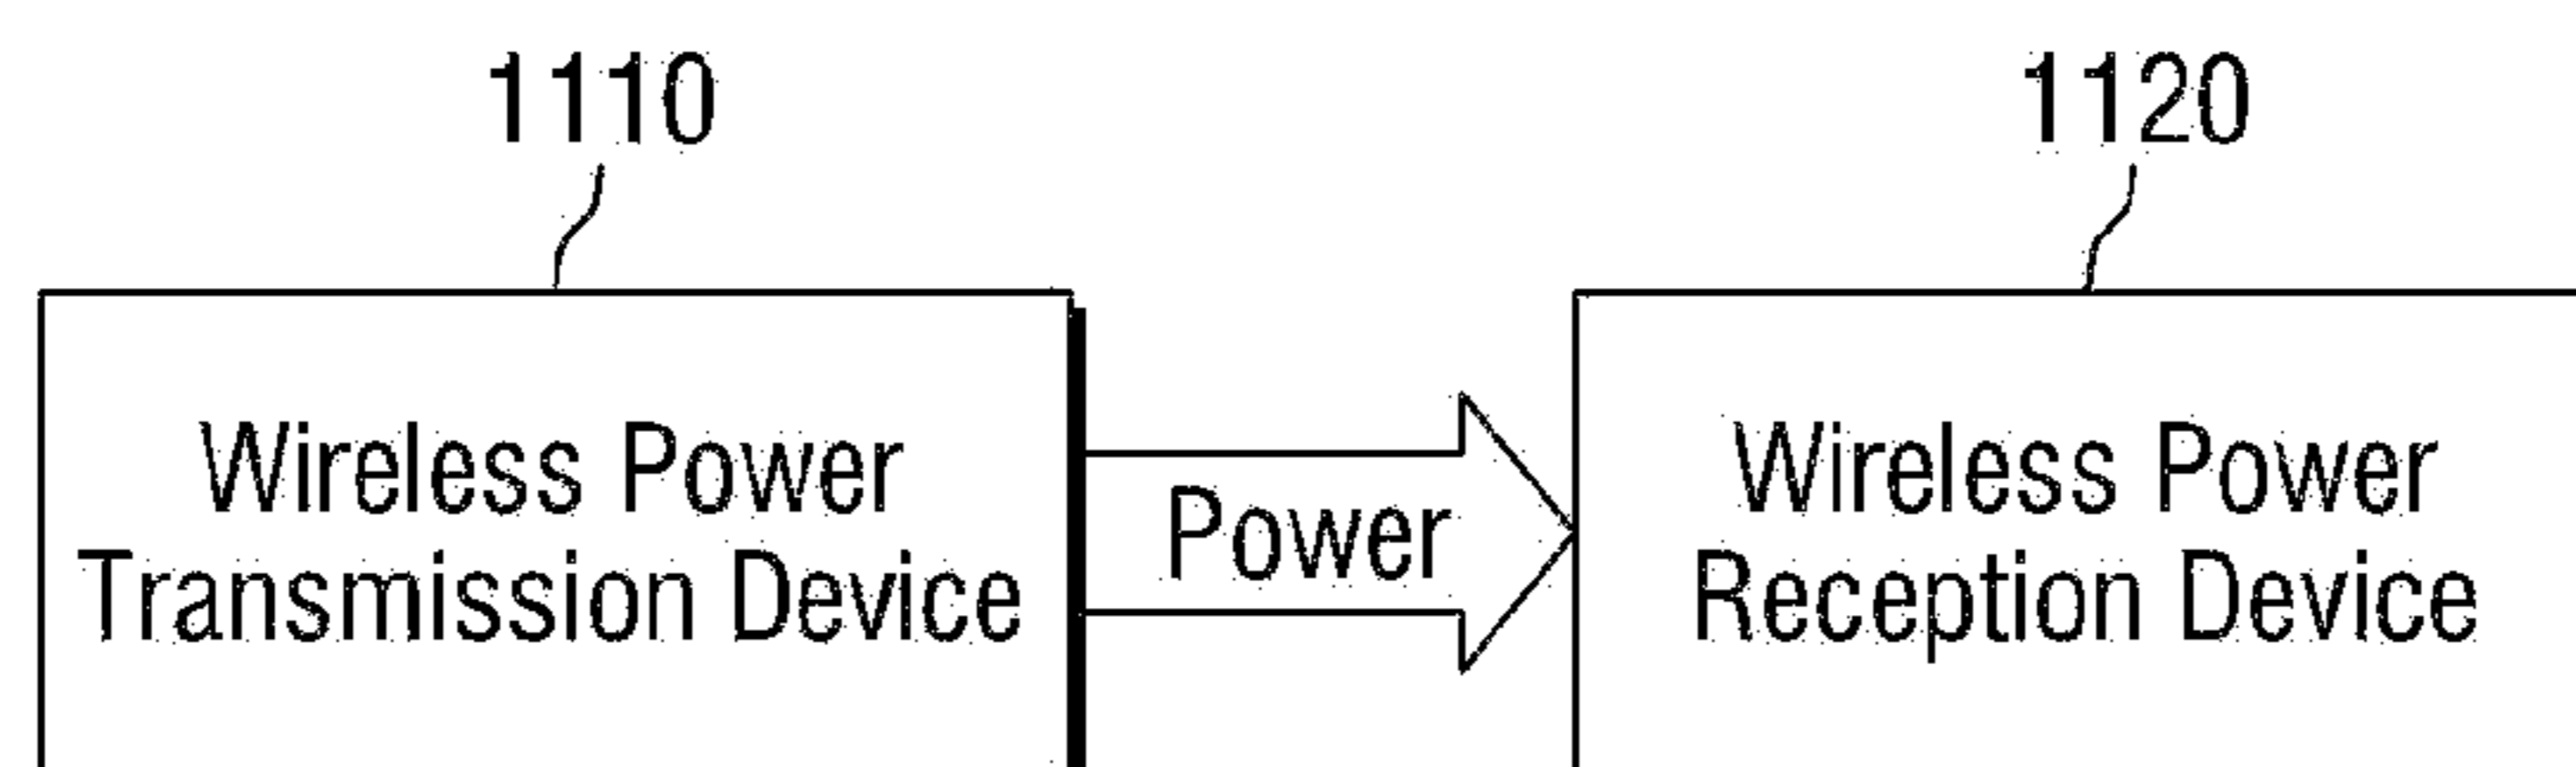 1110
1120
Wireless Power
Transmission Device
Power
Wireless Power
Reception Device